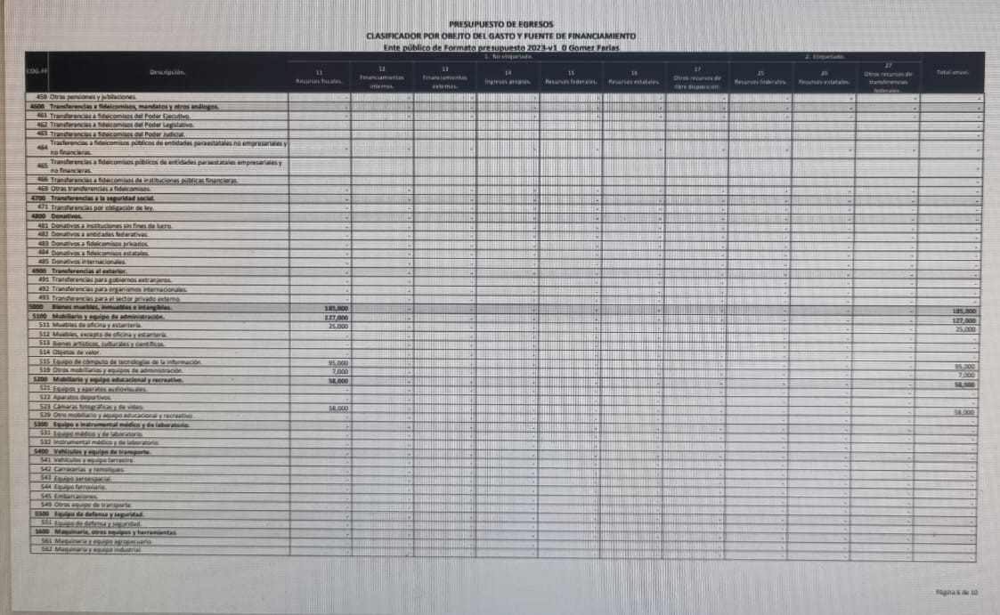 PRESUPUESTO DE EGRESOS
CLASIFICADOR POR OBEJTO DEL GASTO Y FUENTE DE FINANCIAMIENTO
Ente público de Formato presupuesto 2023-v1_0 Gomez Farias
1. No etiquetado. 2. Etiquetado.
COG-FF Descripción. 11 Recursos fiscales. 12 Financiamientos internos. 13 Financiamientos externos. 14 Ingresos propios. 15 Recursos federales. 16 Recursos estatales. 17 Otros recursos de libre disposición. 25 Recursos federales. 26 Recursos estatales. 27 Otros recursos de transferencias federales. Total anual.
459 Otras pensiones y jubilaciones.
4600 Transferencias a fideicomisos, mandatos y otros análogos.
461 Transferencias a fideicomisos del Poder Ejecutivo.
462 Transferencias a fideicomisos del Poder Legislativo.
463 Transferencias a fideicomisos del Poder Judicial.
464 Trasferencias a fideicomisos públicos de entidades paraestatales no empresariales y
no financieras.
465 Transferencias a fideicomisos públicos de entidades paraestatales empresariales y
no financieras.
466 Transferencias a fideicomisos de instituciones públicas financieras.
469 Otras transferencias a fideicomisos.
4700 Transferencias a la seguridad social.
471 Transferencias por obligación de ley.
4800 Donativos.
481 Donativos a instituciones sin fines de lucro.
482 Donativos a entidades federativas.
483 Donativos a fideicomisos privados.
484 Donativos a fideicomisos estatales.
485 Donativos internacionales.
4900 Transferencias al exterior.
491 Transferencias para gobiernos extranjeros.
492 Transferencias para organismos internacionales.
493 Transferencias para el sector privado externo.
5000 Bienes muebles, inmuebles e intangibles. 185,000 185,000
5100 Mobiliario y equipo de administración. 127,000 127,000
511 Muebles de oficina y estantería. 25,000 25,000
512 Muebles, excepto de oficina y estantería.
513 Bienes artísticos, culturales y científicos.
514 Objetos de valor.
515 Equipo de cómputo de tecnologías de la información. 95,000 95,000
519 Otros mobiliarios y equipos de administración. 7,000 7,000
5200 Mobiliario y equipo educacional y recreativo. 58,000 58,000
521 Equipos y aparatos audiovisuales.
522 Aparatos deportivos.
523 Cámaras fotográficas y de video. 58,000 58,000
529 Otro mobiliario y equipo educacional y recreativo.
5300 Equipo e instrumental médico y de laboratorio.
531 Equipo médico y de laboratorio.
532 Instrumental médico y de laboratorio.
5400 Vehículos y equipo de transporte.
541 Vehículos y equipo terrestre.
542 Carrocerías y remolques.
543 Equipo aeroespacial.
544 Equipo ferroviario.
545 Embarcaciones.
549 Otros equipo de transporte.
5500 Equipo de defensa y seguridad.
551 Equipo de defensa y seguridad.
5600 Maquinaria, otros equipos y herramientas.
561 Maquinaria y equipo agropecuario.
562 Maquinaria y equipo industrial.
Página 6 de 10